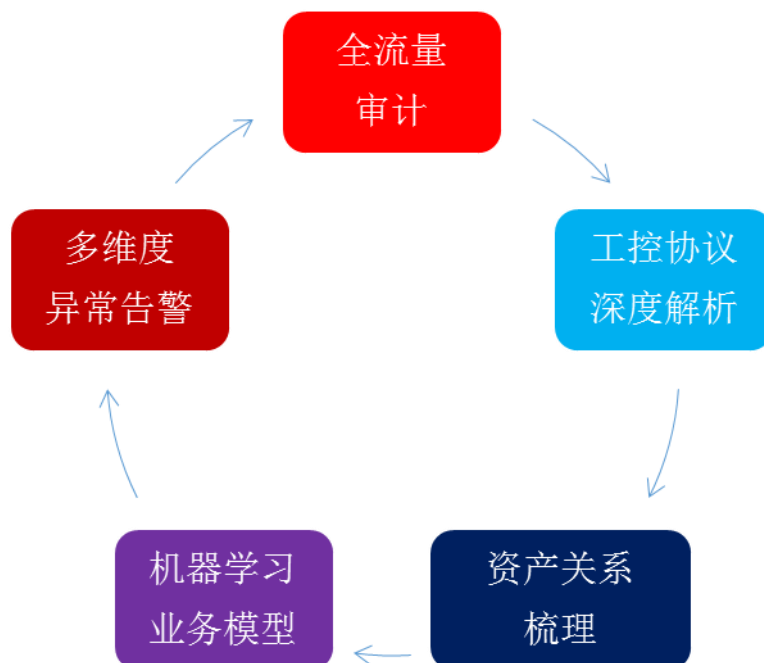 全流量
审计
工控协议
深度解析
资产关系
梳理
机器学习
业务模型
多维度
异常告警